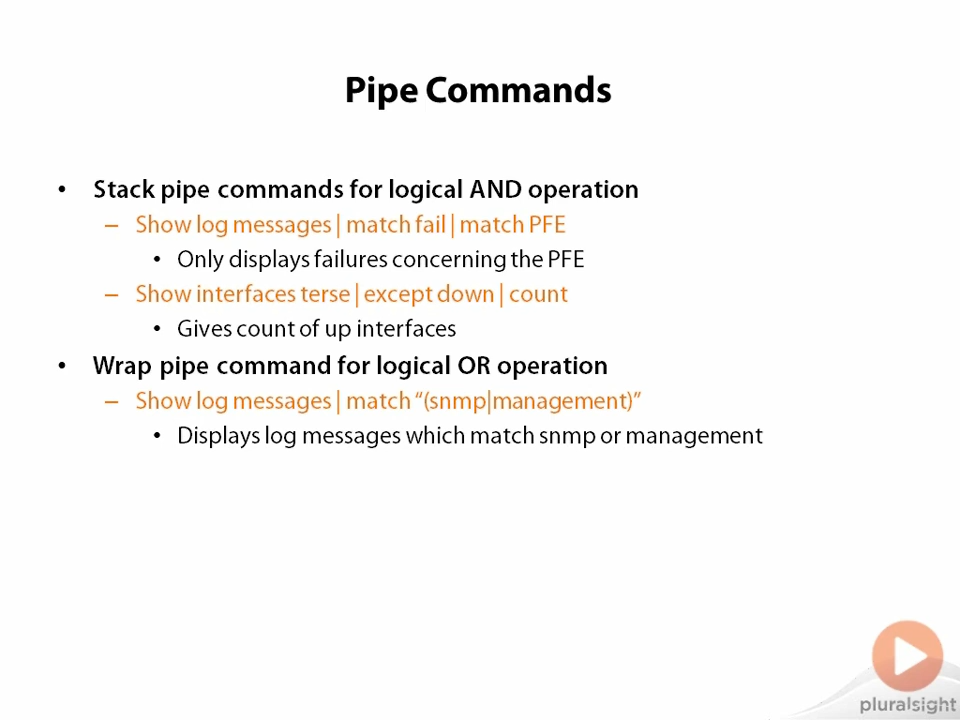 Pipe Commands
• Stack pipe commands for logical AND operation
– Show log messages | match fail | match PFE
• Only displays failures concerning the PFE
– Show interfaces terse | except down | count
• Gives count of up interfaces
• Wrap pipe command for logical OR operation
– Show log messages | match “(snmp|management)”
• Displays log messages which match snmp or management
pluralsight